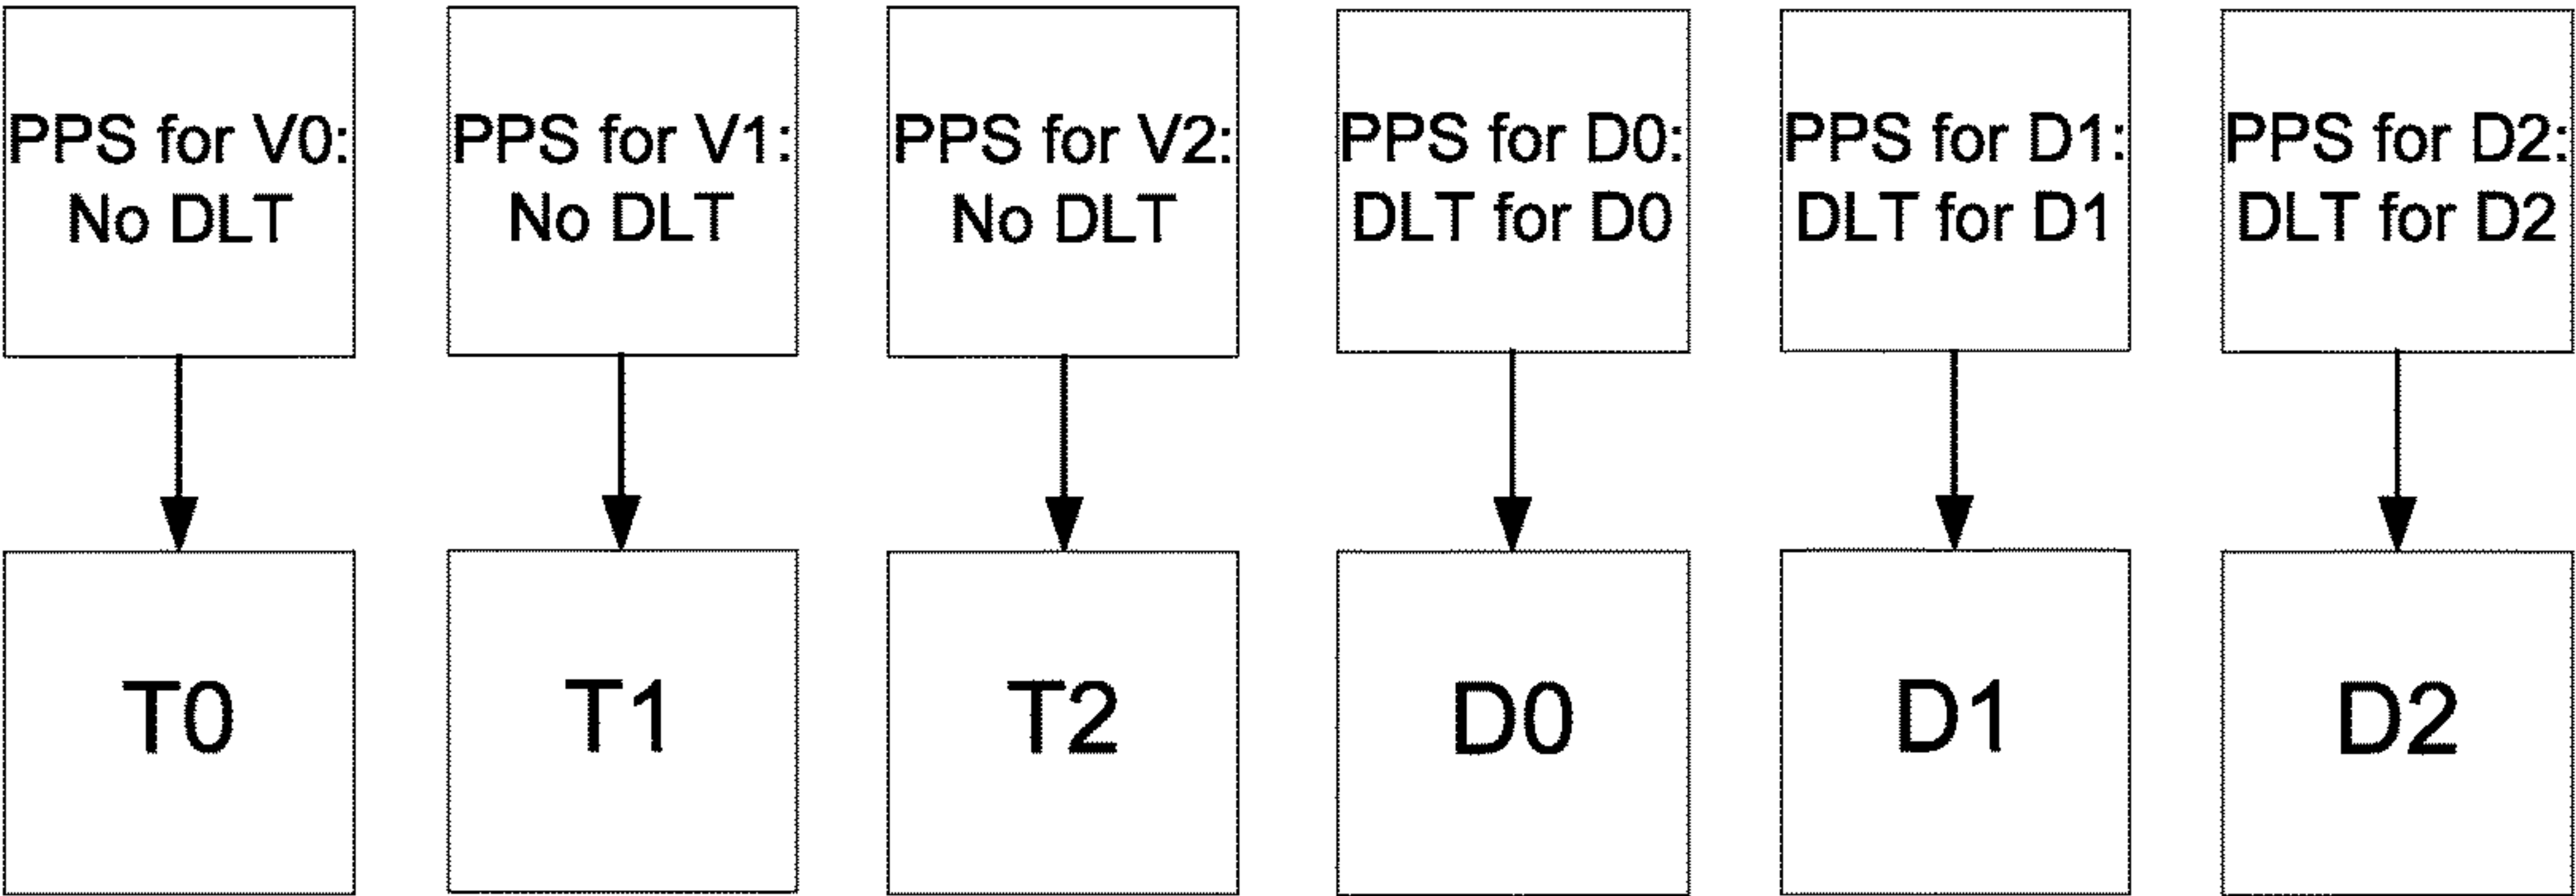 PPS for V0:
No DLT
PPS for V1:
No DLT
PPS for V2:
No DLT
PPS for D0:
DLT for D0
PPS for D1:
DLT for D1
PPS for D2:
DLT for D2
T0
T1
T2
D0
D1
D2